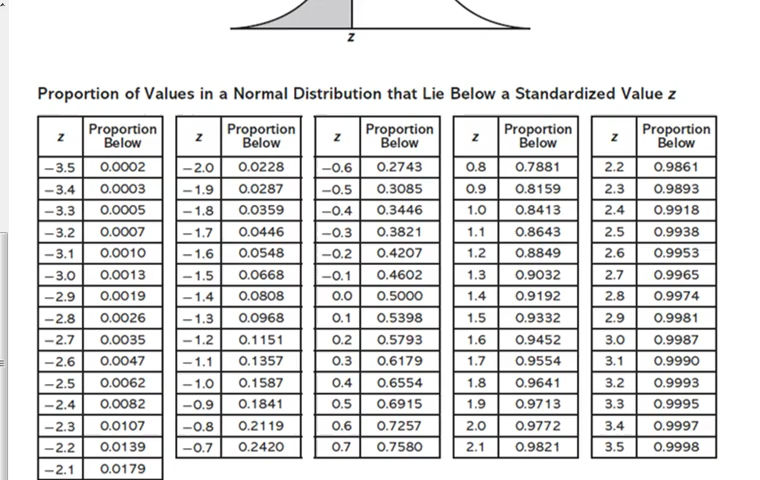 z
Proportion of Values in a Normal Distribution that Lie Below a Standardized Value z
z Proportion Below z Proportion Below z Proportion Below z Proportion Below z Proportion Below
−3.5 0.0002 −2.0 0.0228 −0.6 0.2743 0.8 0.7881 2.2 0.9861
−3.4 0.0003 −1.9 0.0287 −0.5 0.3085 0.9 0.8159 2.3 0.9893
−3.3 0.0005 −1.8 0.0359 −0.4 0.3446 1.0 0.8413 2.4 0.9918
−3.2 0.0007 −1.7 0.0446 −0.3 0.3821 1.1 0.8643 2.5 0.9938
−3.1 0.0010 −1.6 0.0548 −0.2 0.4207 1.2 0.8849 2.6 0.9953
−3.0 0.0013 −1.5 0.0668 −0.1 0.4602 1.3 0.9032 2.7 0.9965
−2.9 0.0019 −1.4 0.0808 0.0 0.5000 1.4 0.9192 2.8 0.9974
−2.8 0.0026 −1.3 0.0968 0.1 0.5398 1.5 0.9332 2.9 0.9981
−2.7 0.0035 −1.2 0.1151 0.2 0.5793 1.6 0.9452 3.0 0.9987
−2.6 0.0047 −1.1 0.1357 0.3 0.6179 1.7 0.9554 3.1 0.9990
−2.5 0.0062 −1.0 0.1587 0.4 0.6554 1.8 0.9641 3.2 0.9993
−2.4 0.0082 −0.9 0.1841 0.5 0.6915 1.9 0.9713 3.3 0.9995
−2.3 0.0107 −0.8 0.2119 0.6 0.7257 2.0 0.9772 3.4 0.9997
−2.2 0.0139 −0.7 0.2420 0.7 0.7580 2.1 0.9821 3.5 0.9998
−2.1 0.0179